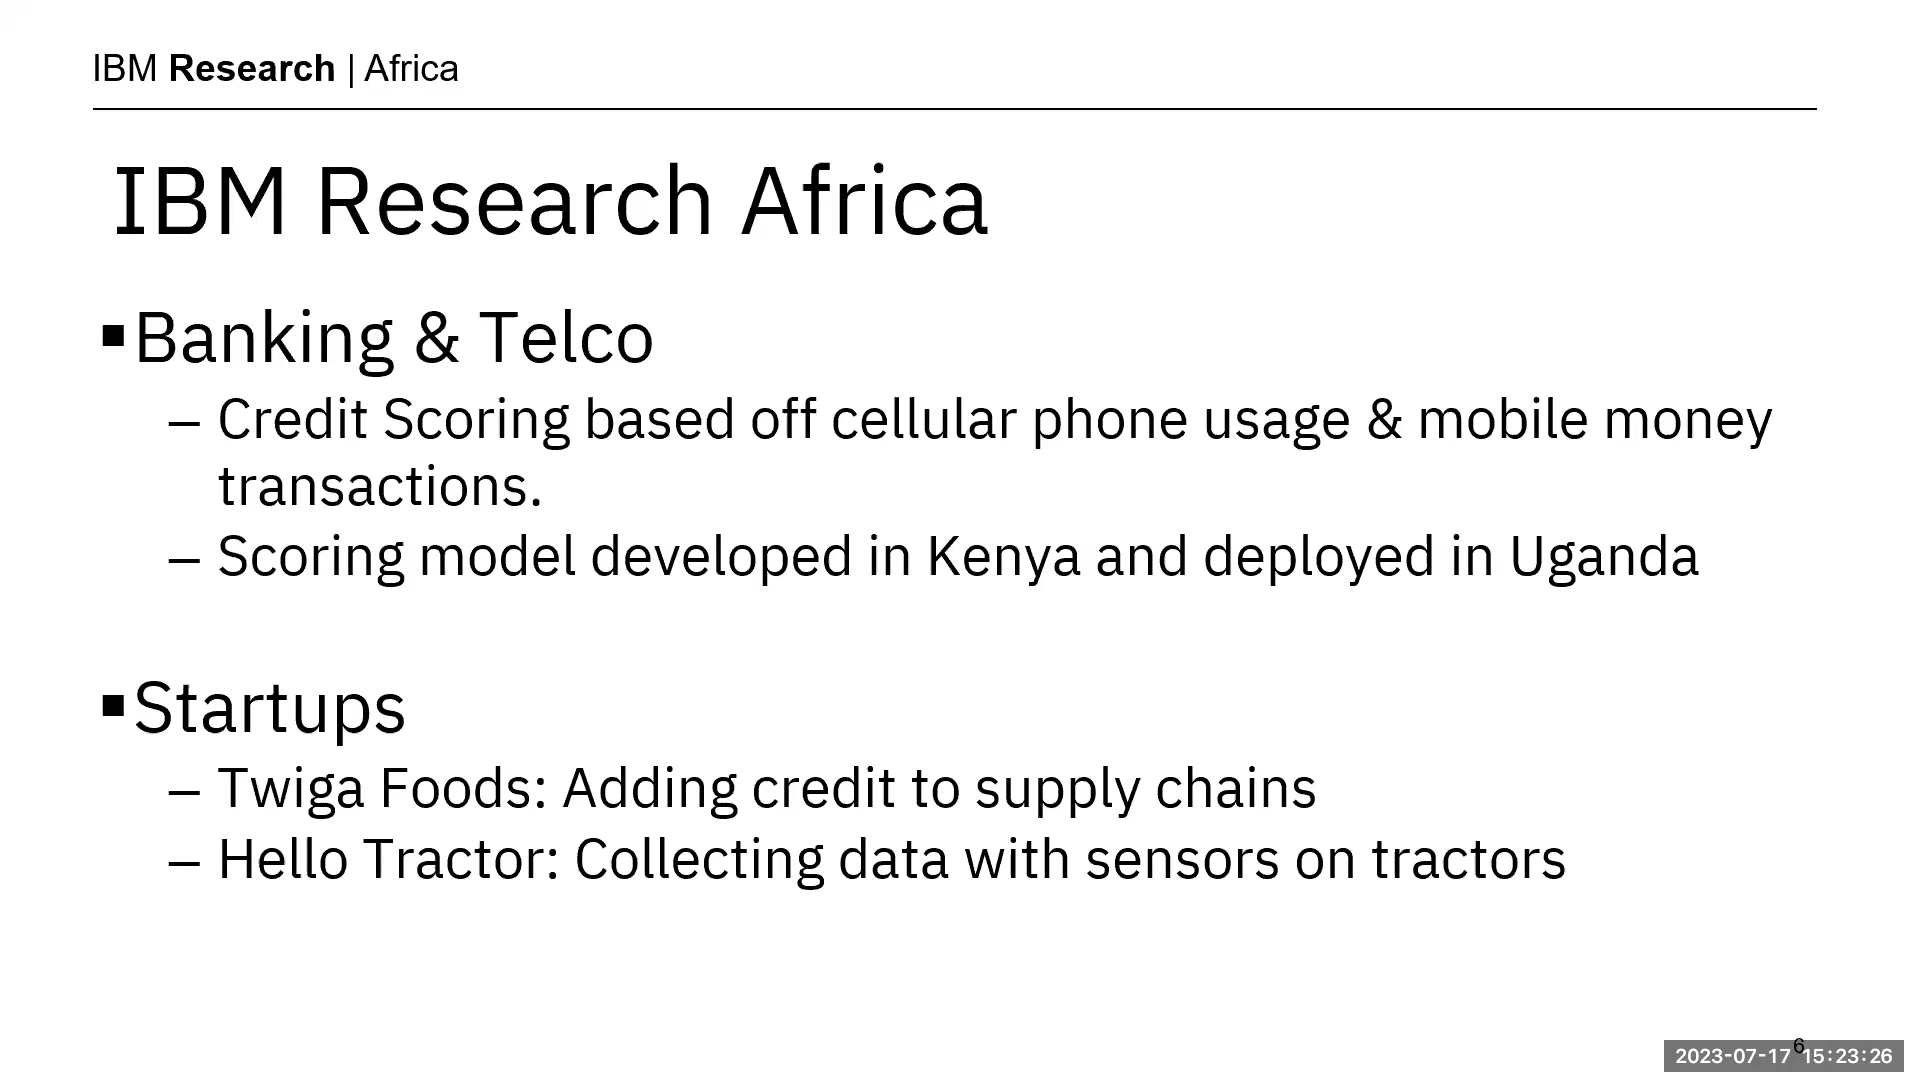 IBM Research | Africa
IBM Research Africa
▪Banking & Telco
– Credit Scoring based off cellular phone usage & mobile money
transactions.
– Scoring model developed in Kenya and deployed in Uganda
▪Startups
– Twiga Foods: Adding credit to supply chains
– Hello Tractor: Collecting data with sensors on tractors
6
2023-07-17 15:23:26